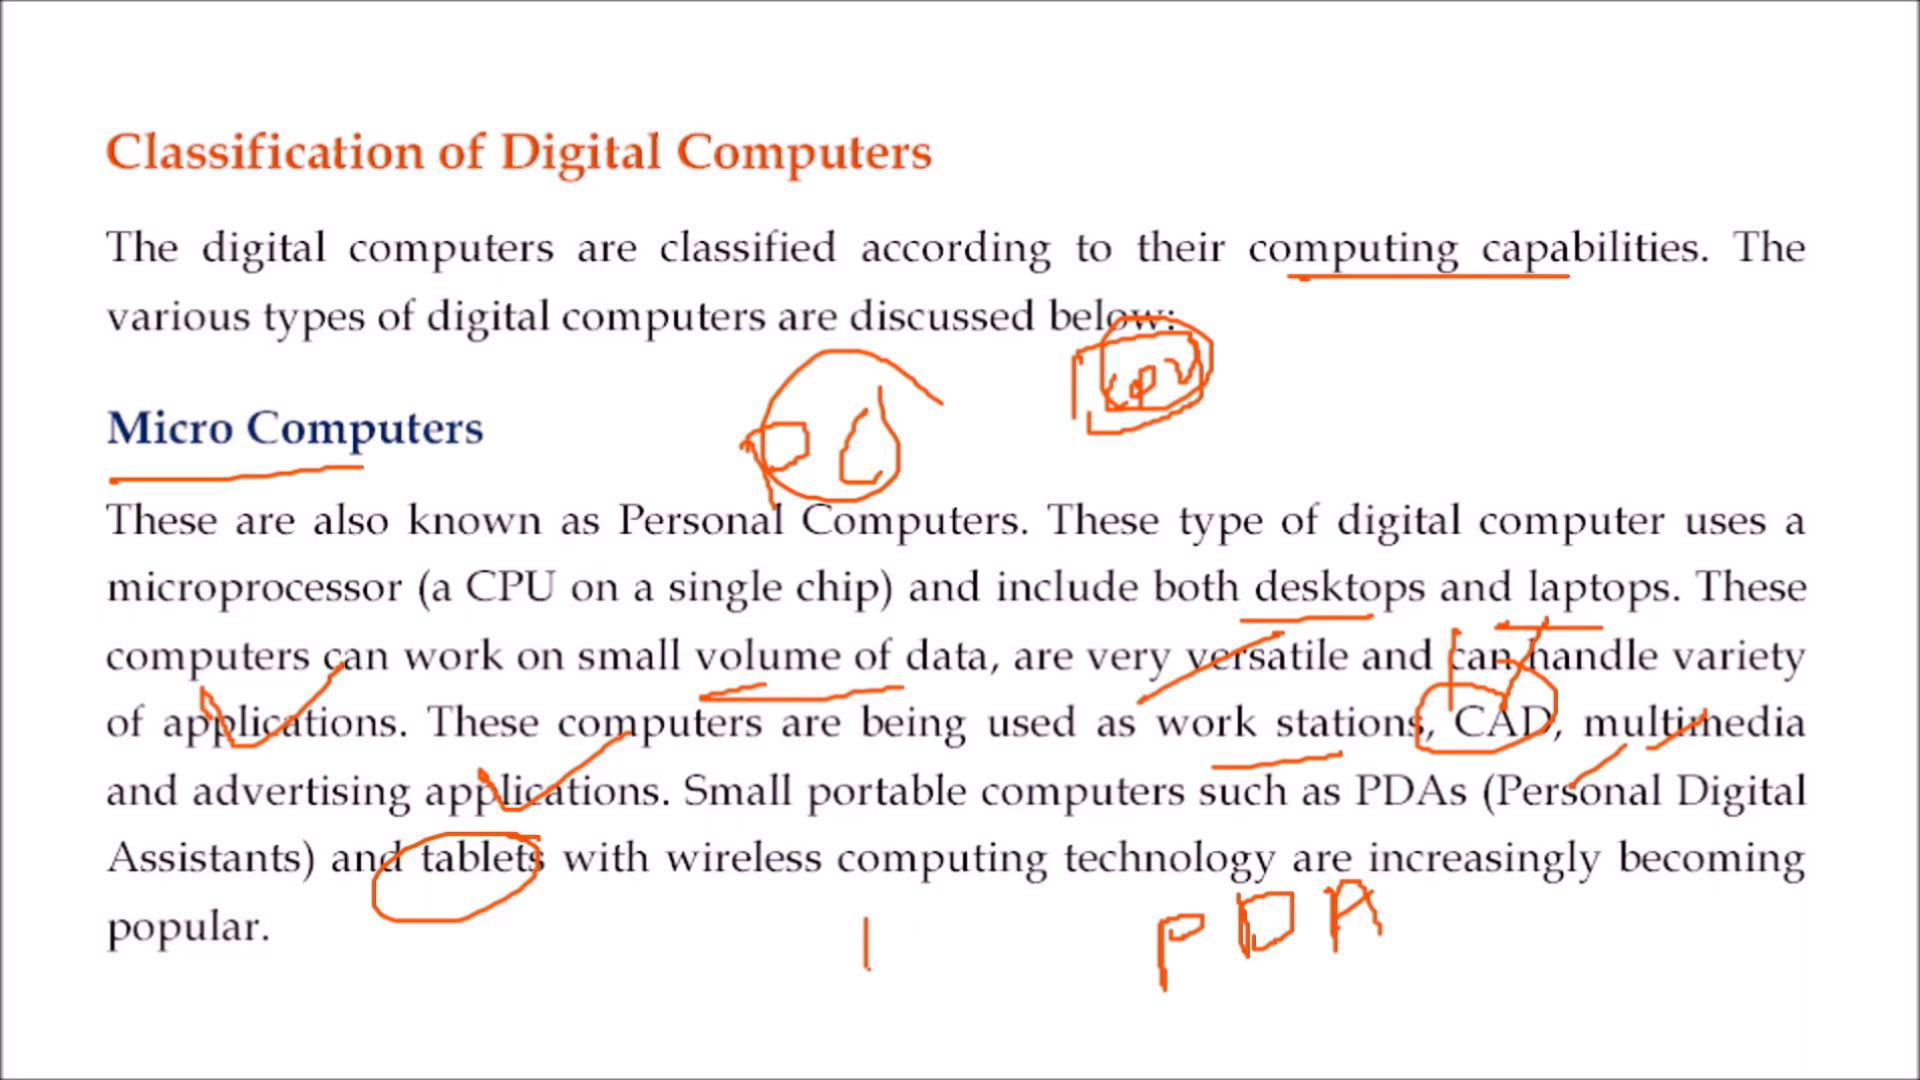 Classification of Digital Computers
The digital computers are classified according to their computing capabilities. The
various types of digital computers are discussed below:
CPU
Micro Computers
These are also known as Personal Computers. These type of digital computer uses a
microprocessor (a CPU on a single chip) and include both desktops and laptops. These
computers can work on small volume of data, are very versatile and can handle variety
of applications. These computers are being used as work stations, CAD, multimedia
and advertising applications. Small portable computers such as PDAs (Personal Digital
Assistants) and tablets with wireless computing technology are increasingly becoming
popular.
PDA